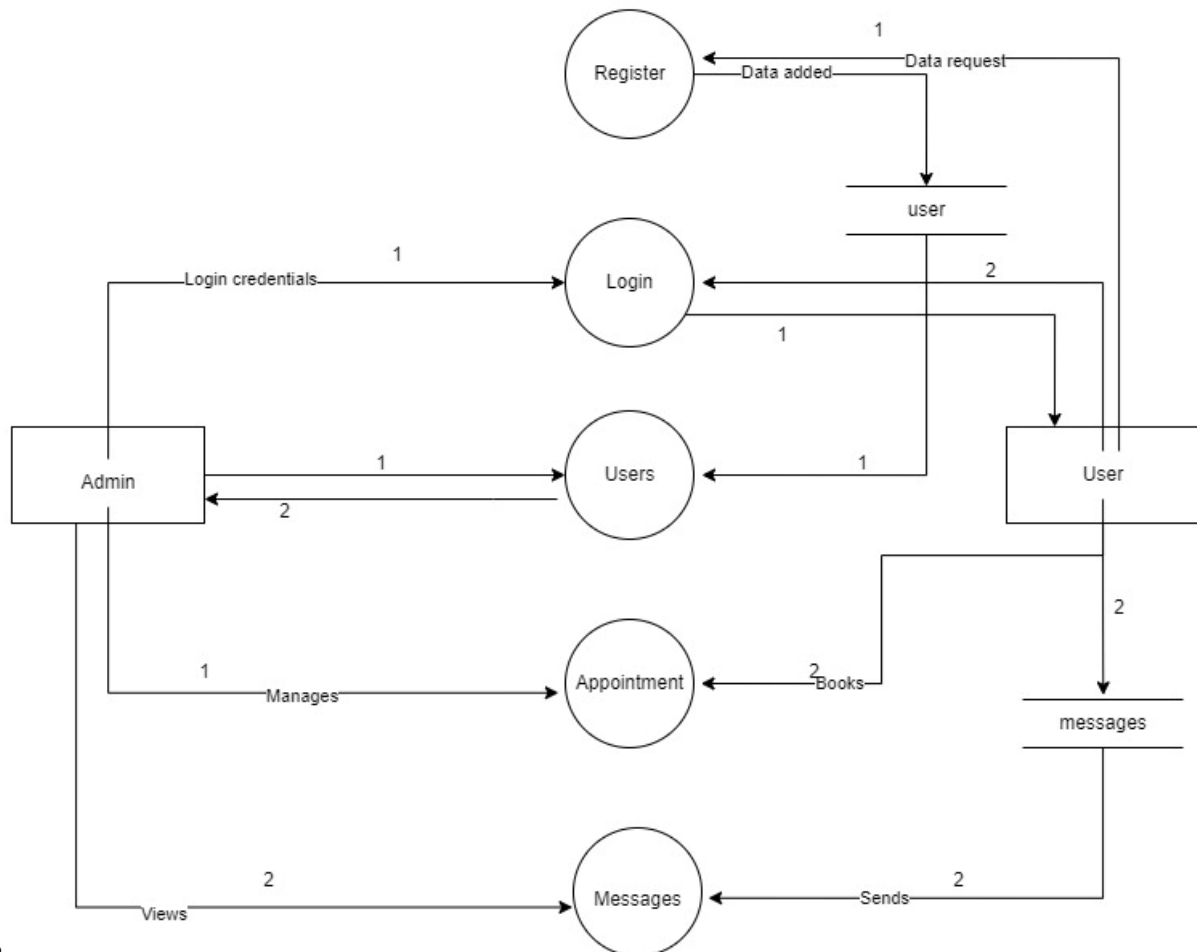 1
Register
Data request
Data added
user
1
Login credentials
Login
2
1
Admin
1
Users
1
User
2
2
1
Manages
Appointment
2
Books
messages
2
Views
Messages
2
Sends